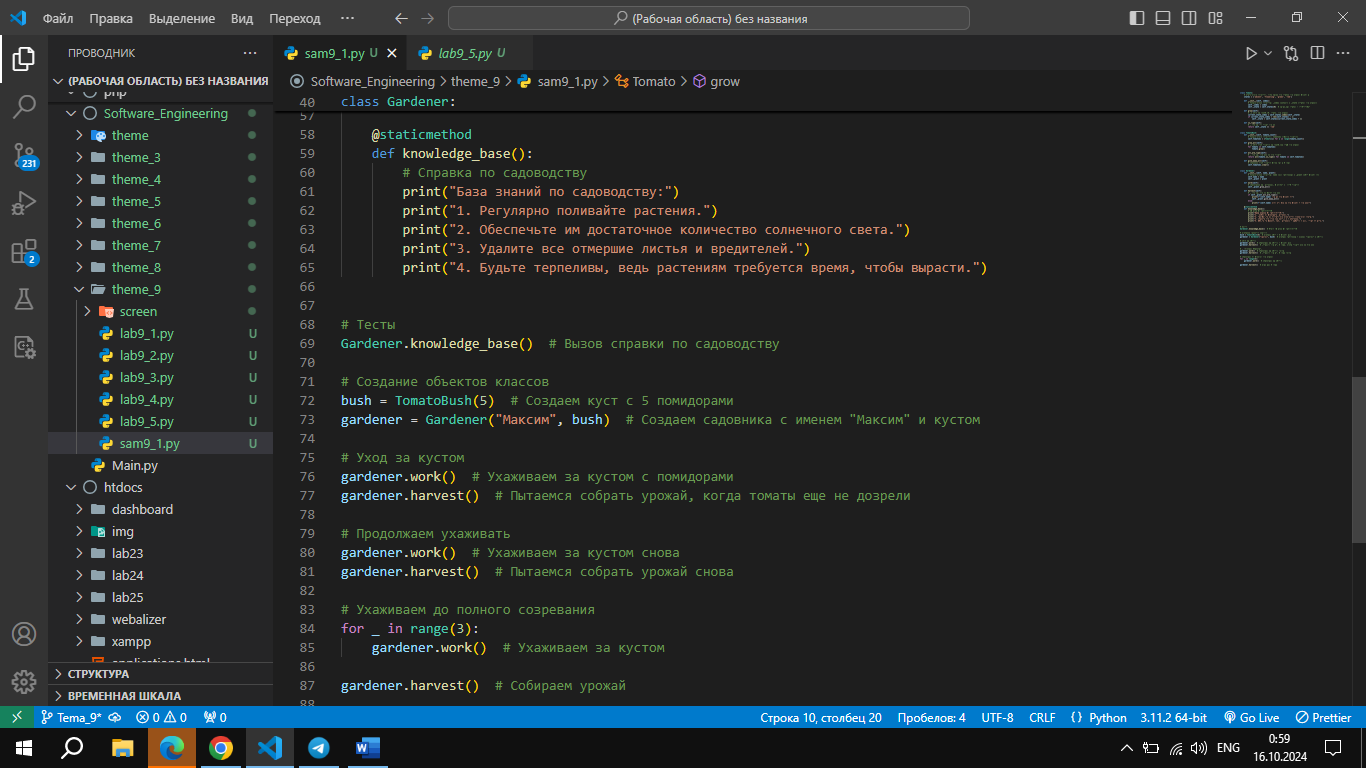 Файл Правка Выделение Вид Переход ··· (Рабочая область) без названия
ПРОВОДНИК ···
sam9_1.py U
lab9_5.py U
(РАБОЧАЯ ОБЛАСТЬ) БЕЗ НАЗВАНИЯ
Software_Engineering > theme_9 > sam9_1.py > Tomato > grow
php
Software_Engineering
theme
theme_3
theme_4
theme_5
theme_6
theme_7
theme_8
theme_9
screen
lab9_1.py U
lab9_2.py U
lab9_3.py U
lab9_4.py U
lab9_5.py U
sam9_1.py U
Main.py
htdocs
dashboard
img
lab23
lab24
lab25
webalizer
xampp
applications.html
СТРУКТУРА
ВРЕМЕННАЯ ШКАЛА
231
2
40 class Gardener:
57
58 @staticmethod
59 def knowledge_base():
60 # Справка по садоводству
61 print("База знаний по садоводству:")
62 print("1. Регулярно поливайте растения.")
63 print("2. Обеспечьте им достаточное количество солнечного света.")
64 print("3. Удалите все отмершие листья и вредителей.")
65 print("4. Будьте терпеливы, ведь растениям требуется время, чтобы вырасти.")
66
67
68 # Тесты
69 Gardener.knowledge_base() # Вызов справки по садоводству
70
71 # Создание объектов классов
72 bush = TomatoBush(5) # Создаем куст с 5 помидорами
73 gardener = Gardener("Максим", bush) # Создаем садовника с именем "Максим" и кустом
74
75 # Уход за кустом
76 gardener.work() # Ухаживаем за кустом с помидорами
77 gardener.harvest() # Пытаемся собрать урожай, когда томаты еще не дозрели
78
79 # Продолжаем ухаживать
80 gardener.work() # Ухаживаем за кустом снова
81 gardener.harvest() # Пытаемся собрать урожай снова
82
83 # Ухаживаем до полного созревания
84 for _ in range(3):
85 gardener.work() # Ухаживаем за кустом
86
87 gardener.harvest() # Собираем урожай
88
Tema_9* 0 0 0 Строка 10, столбец 20 Пробелов: 4 UTF-8 CRLF Python 3.11.2 64-bit Go Live Prettier
ENG 0:59
16.10.2024